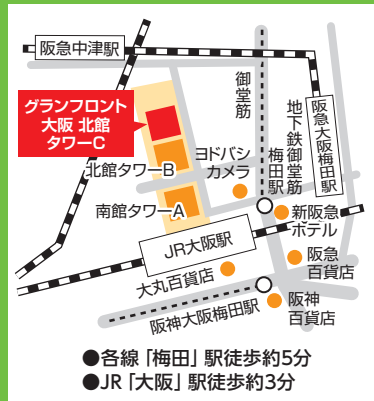 阪急中津駅
グランフロント
大阪 北館
タワーC
北館タワーB
南館タワーA
御堂筋
ヨドバシ
カメラ
梅田駅
地下鉄御堂筋
阪急大阪梅田駅
新阪急
ホテル
JR大阪駅
阪急
百貨店
大丸百貨店
阪神大阪梅田駅
阪神
百貨店
●各線「梅田」駅徒歩約5分
●JR「大阪」駅徒歩約3分